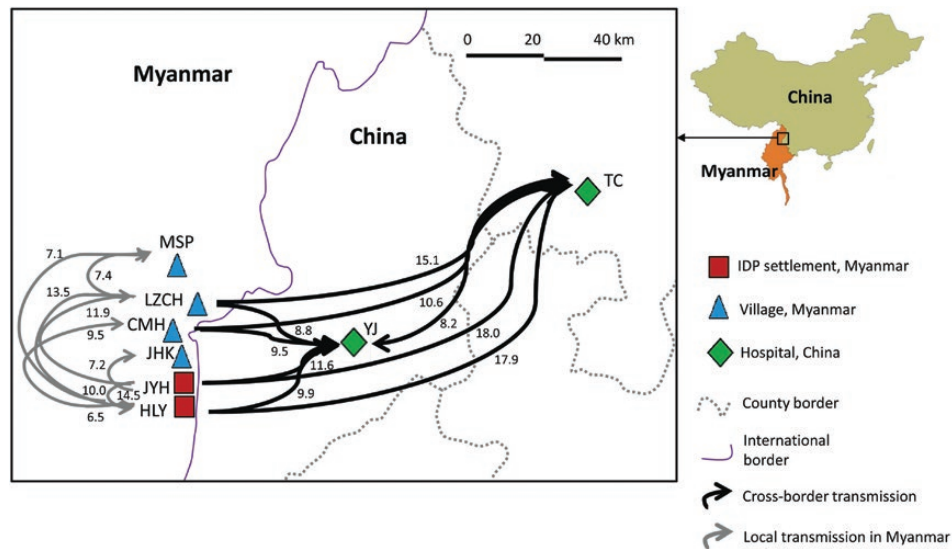 Myanmar
China
0 20 40 km
TC
MSP
7.1
7.4
15.1
13.5
LZCH
10.6
11.9
CMH
8.8
YJ
8.2
18.0
9.5
9.5
JHK
11.6
17.9
7.2
JYH
10.0
14.5
9.9
6.5
HLY
China
Myanmar
IDP settlement, Myanmar
Village, Myanmar
Hospital, China
County border
International
border
Cross-border transmission
Local transmission in Myanmar